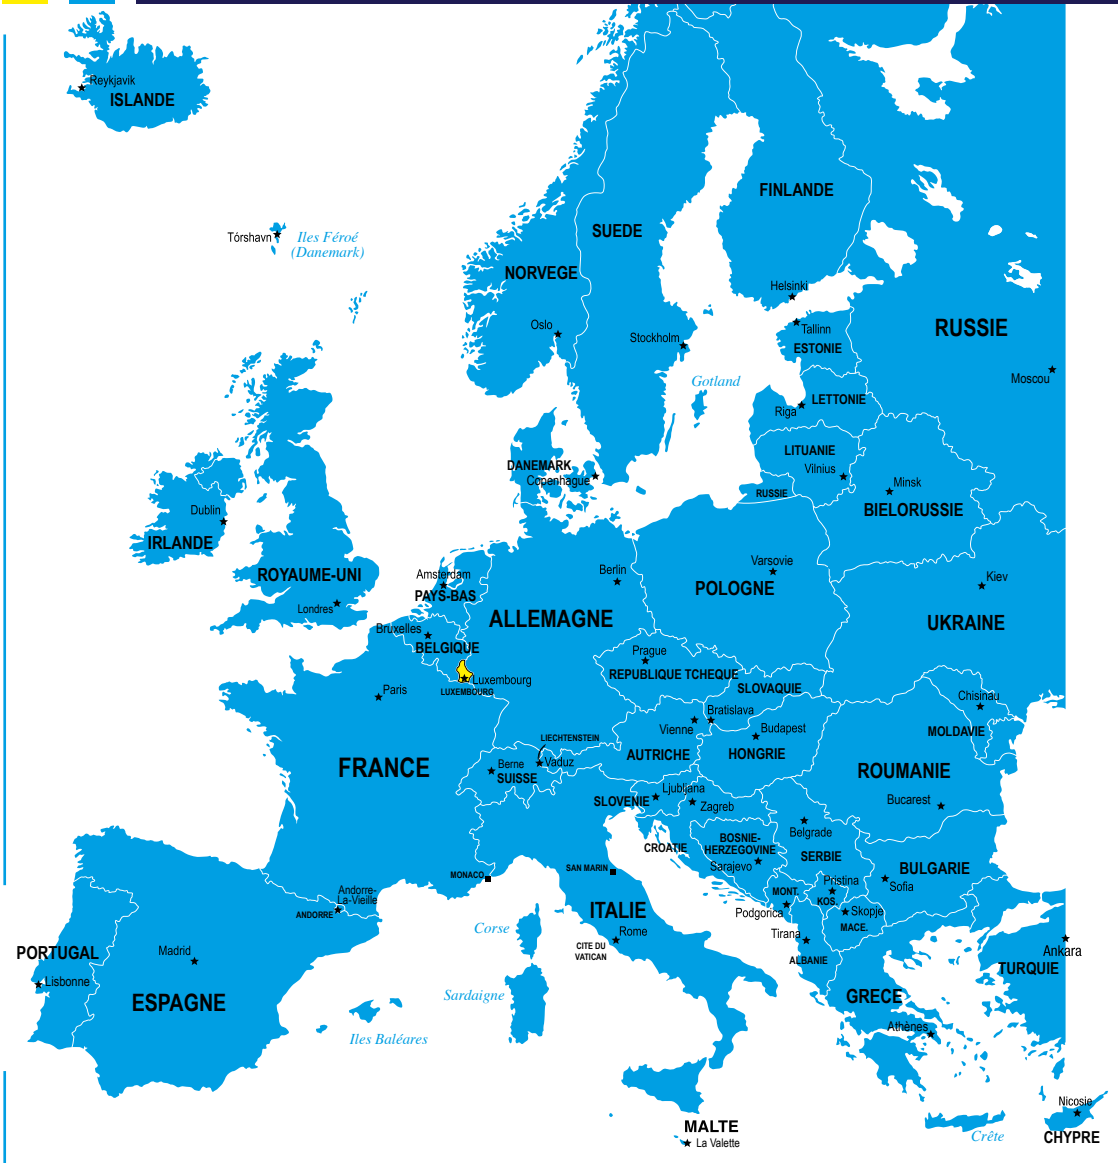 Reykjavik
ISLANDE
FINLANDE
Tórshavn
Iles Féroé
(Danemark)
SUEDE
NORVEGE
Helsinki
Oslo
Tallinn
Stockholm
RUSSIE
ESTONIE
Moscou
Gotland
LETTONIE
Riga
LITUANIE
DANEMARK
Vilnius
Copenhague
Minsk
RUSSIE
Dublin
BIELORUSSIE
IRLANDE
Varsovie
ROYAUME-UNI
Amsterdam
Berlin
Kiev
POLOGNE
PAYS-BAS
Londres
ALLEMAGNE
UKRAINE
Bruxelles
BELGIQUE
Prague
REPUBLIQUE TCHEQUE
Luxembourg
LUXEMBOURG
SLOVAQUIE
Paris
Chisinau
Bratislava
Vienne
Budapest
MOLDAVIE
LIECHTENSTEIN
AUTRICHE
HONGRIE
Berne
Vaduz
FRANCE
SUISSE
ROUMANIE
Ljubljana
SLOVENIE
Zagreb
Bucarest
Belgrade
BOSNIE-
HERZEGOVINE
CROATIE
SERBIE
Sarajevo
BULGARIE
SAN MARIN
MONACO
Pristina
Sofia
Andorre-
La-Vieille
MONT.
KOS.
ANDORRE
ITALIE
Podgorica
Skopje
MACE.
Corse
Rome
Tirana
CITE DU
VATICAN
PORTUGAL
Madrid
Ankara
ALBANIE
TURQUIE
Lisbonne
Sardaigne
GRECE
ESPAGNE
Athènes
Iles Baléares
Nicosie
MALTE
La Valette
Crête
CHYPRE